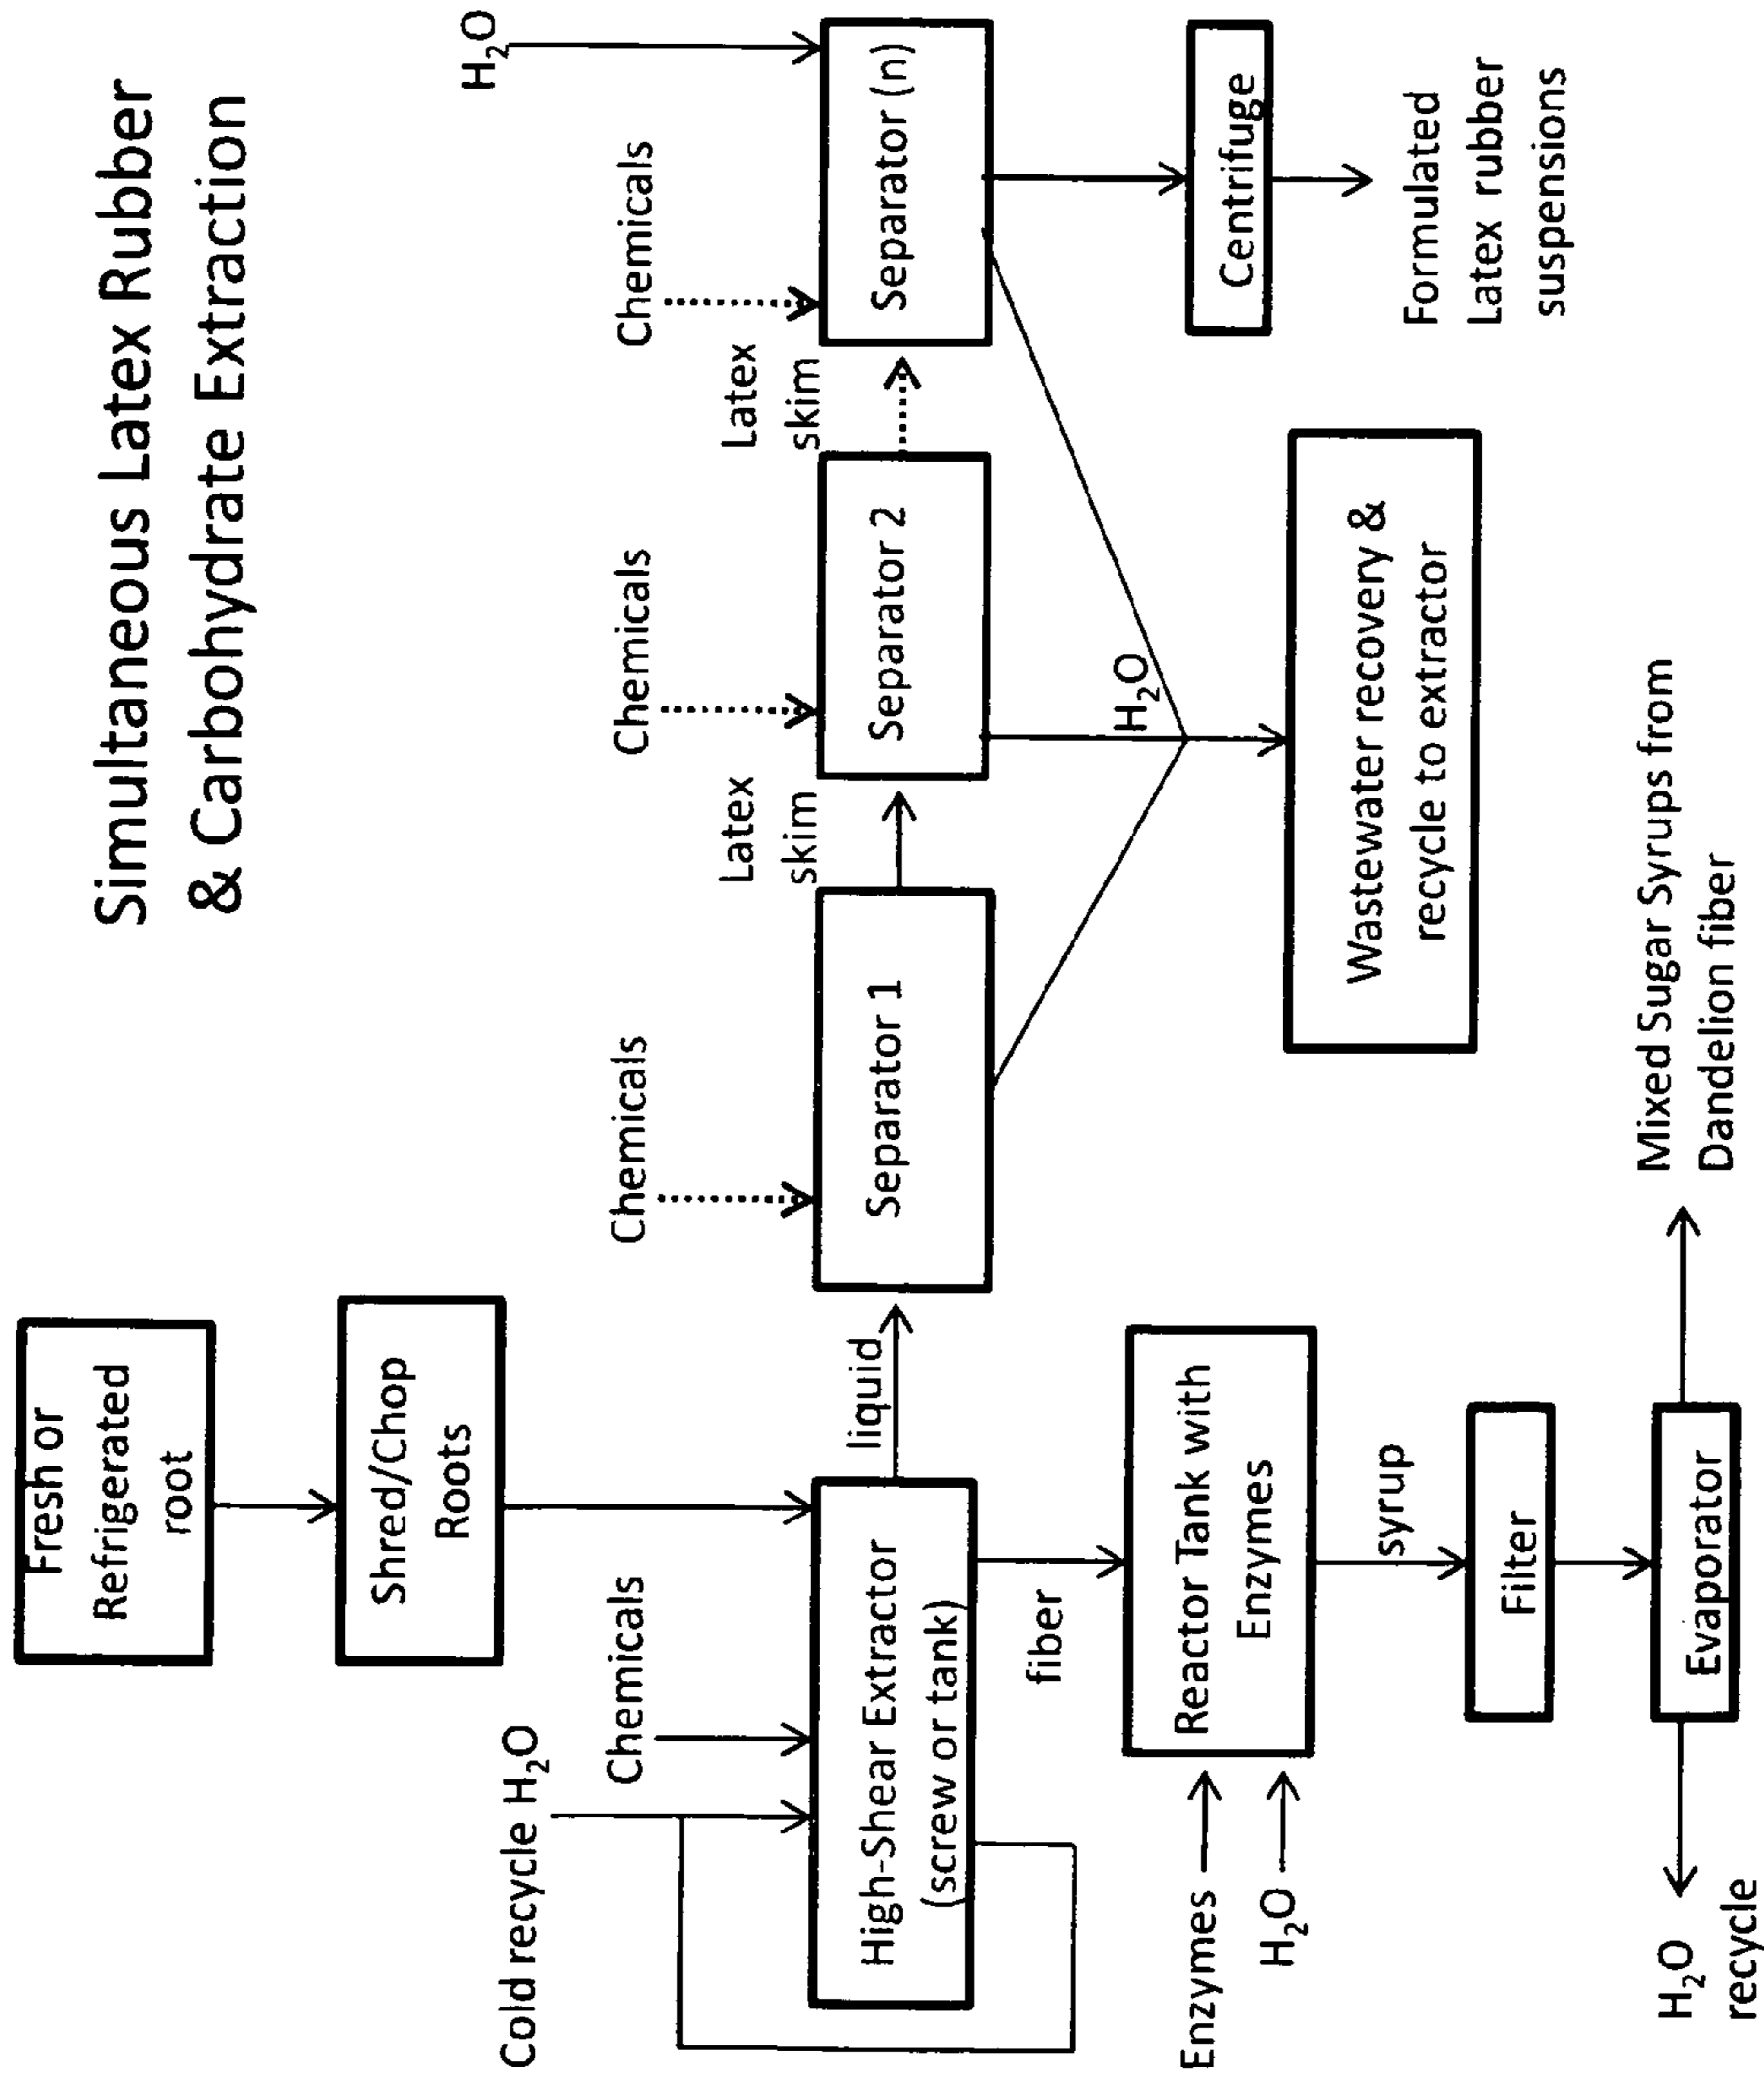 Simultaneous Latex Rubber
& Carbohydrate Extraction
Fresh or
Refrigerated
root
Shred/Chop
Roots
Cold recycle H₂O
Chemicals
High-Shear Extractor
(screw or tank)
liquid
Chemicals
Separator 1
Latex
skim
Chemicals
Separator 2
Latex
skim
Chemicals
H₂O
Separator (n)
fiber
H₂O
Enzymes
H₂O
Reactor Tank with
Enzymes
Wastewater recovery &
recycle to extractor
Centrifuge
Formulated
Latex rubber
suspensions
syrup
Filter
Evaporator
H₂O
recycle
Mixed Sugar Syrups from
Dandelion fiber